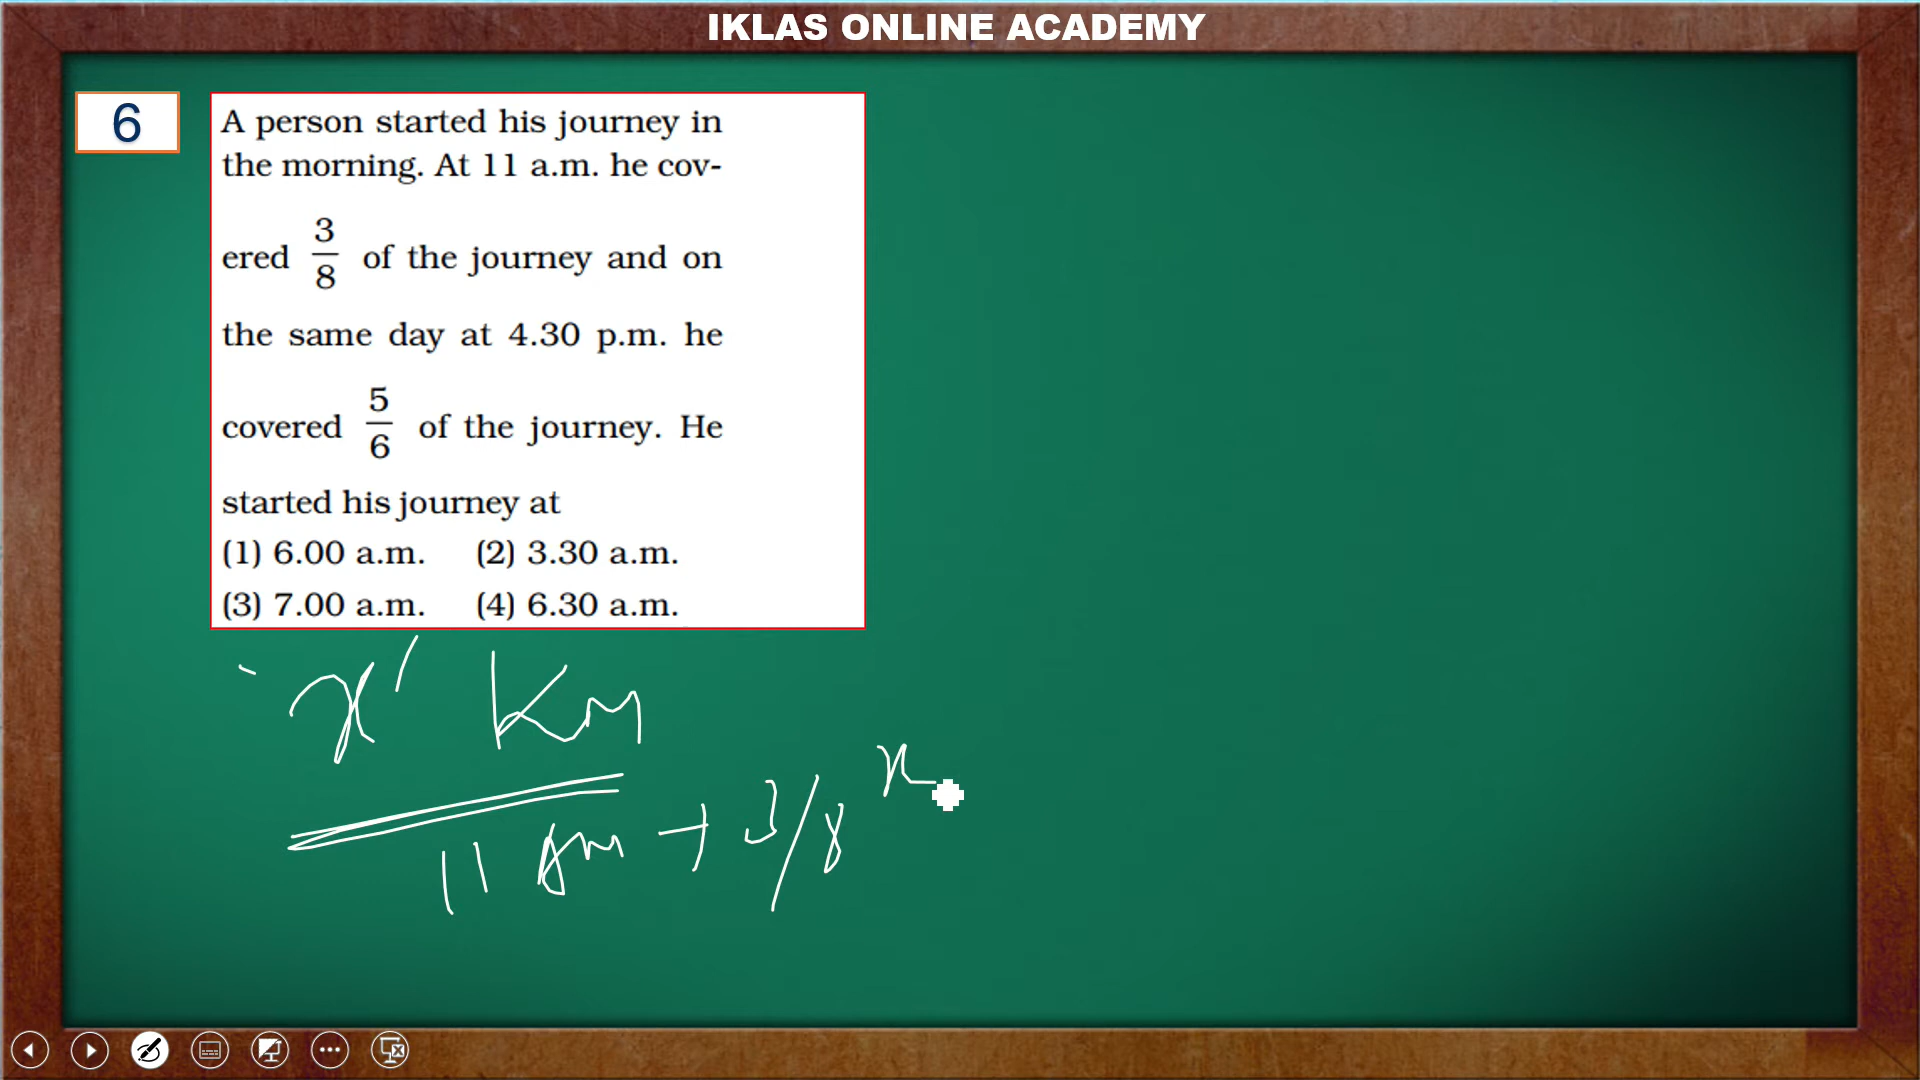 IKLAS ONLINE ACADEMY
6
A person started his journey in
the morning. At 11 a.m. he cov-
ered 3/8 of the journey and on
the same day at 4.30 p.m. he
covered 5/6 of the journey. He
started his journey at
(1) 6.00 a.m. (2) 3.30 a.m.
(3) 7.00 a.m. (4) 6.30 a.m.
'x' Km
11 am → 3/8 x